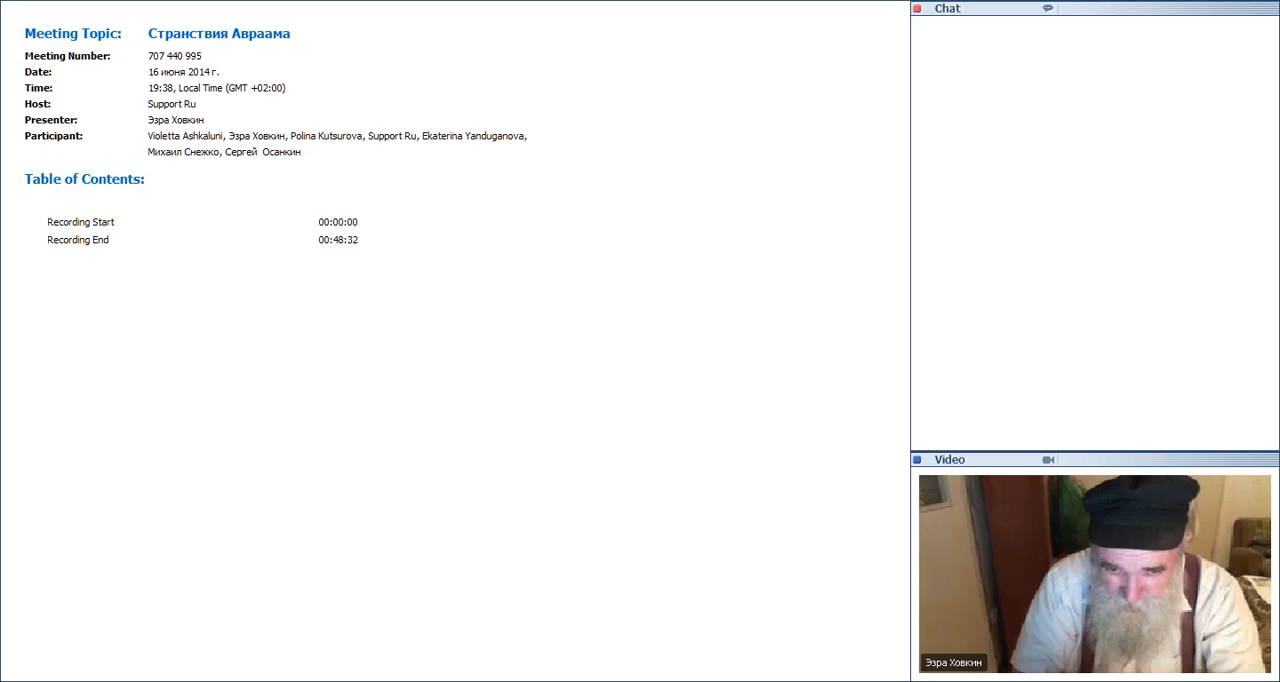 Meeting Topic: Странствия Авраама
Meeting Number: 707 440 995
Date: 16 июня 2014 г.
Time: 19:38, Local Time (GMT +02:00)
Host: Support Ru
Presenter: Эзра Ховкин
Participant: Violetta Ashkaluni, Эзра Ховкин, Polina Kutsurova, Support Ru, Ekaterina Yanduganova,
Михаил Снежко, Сергей Осанкин
Table of Contents:
Recording Start 00:00:00
Recording End 00:48:32
Chat
Video
Эзра Ховкин